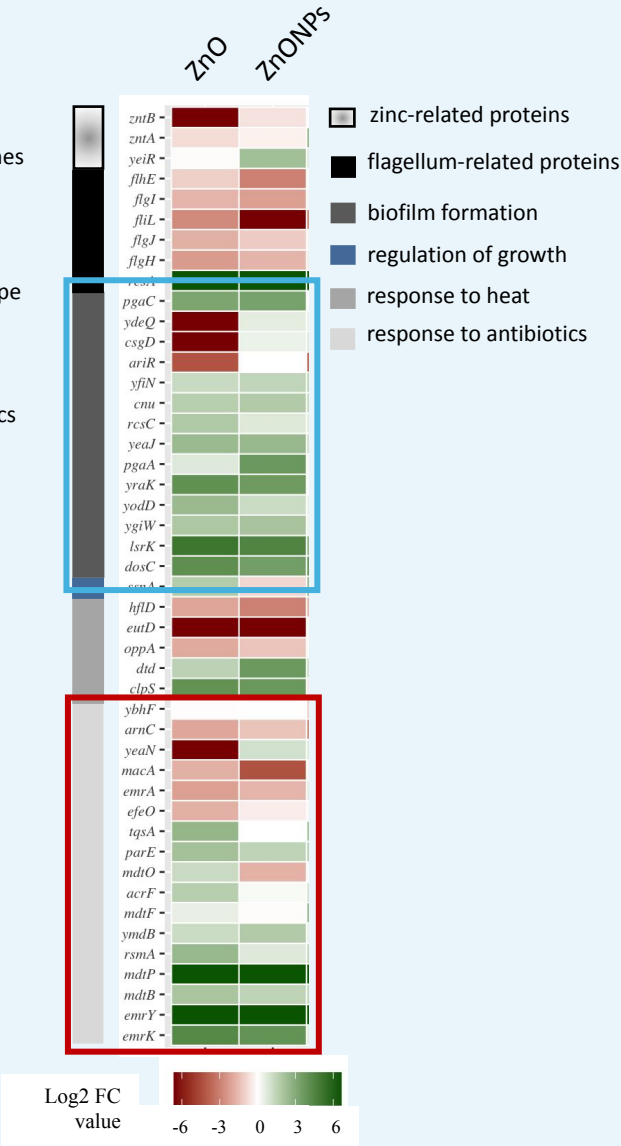 ZnO
ZnONPs
zntB
zntA
yeiR
flhE
flgI
fliL
flgJ
flgH
rcsA
pgaC
ydeQ
csgD
ariR
yfiN
cnu
rcsC
yeaJ
pgaA
yraK
yodD
ygiW
lsrK
dosC
hflD
eutD
oppA
dtd
clpS
ybhF
arnC
yeaN
macA
emrA
efeO
tqsA
parE
mdtO
acrF
mdtF
ymdB
rsmA
mdtP
mdtB
emrY
emrK
zinc-related proteins
flagellum-related proteins
biofilm formation
regulation of growth
response to heat
response to antibiotics
Log2 FC
value
-6 -3 0 3 6